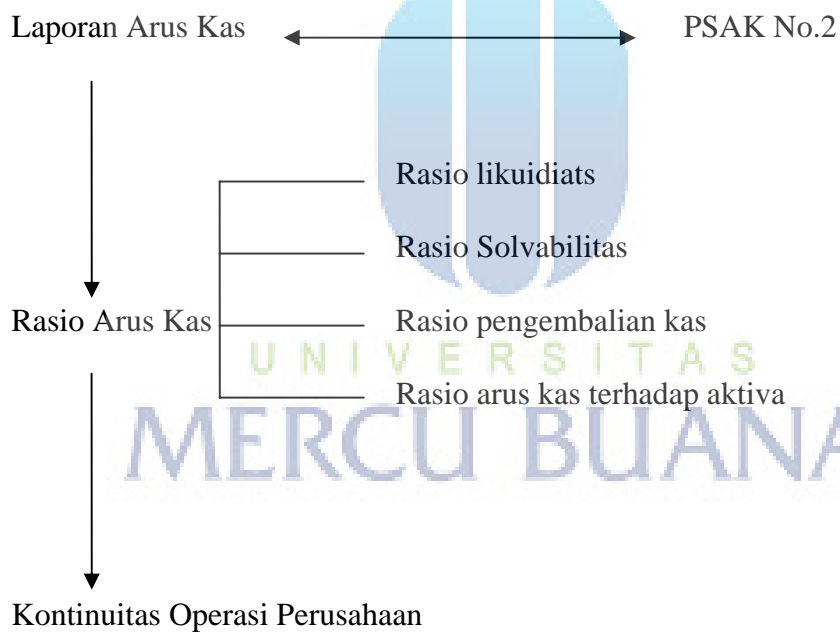 Laporan Arus Kas PSAK No.2
Rasio likuidiats
Rasio Solvabilitas
Rasio Arus Kas Rasio pengembalian kas
UNIVERSITAS
Rasio arus kas terhadap aktiva
MERCU BUANA
Kontinuitas Operasi Perusahaan